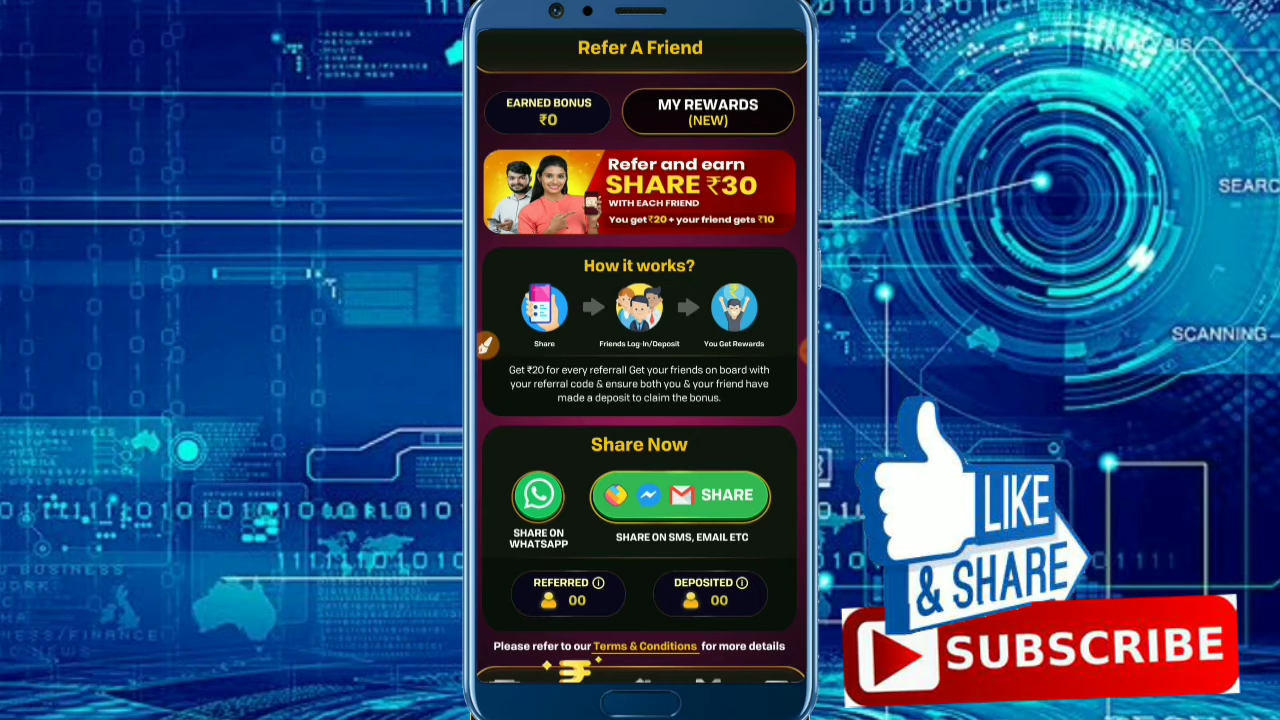 Refer A Friend
EARNED BONUS
₹0
MY REWARDS
(NEW)
Refer and earn
SHARE ₹30
WITH EACH FRIEND
You get ₹20 + your friend gets ₹10
How it works?
Share
Friends Log-In/Deposit
You Get Rewards
Get ₹20 for every referral! Get your friends on board with
your referral code & ensure both you & your friend have
made a deposit to claim the bonus.
Share Now
SHARE
SHARE ON
WHATSAPP
SHARE ON SMS, EMAIL ETC
REFERRED
00
DEPOSITED
00
Please refer to our Terms & Conditions for more details
ANALYSIS
SEARC
SCANNING
LIKE
& SHARE
SUBSCRIBE